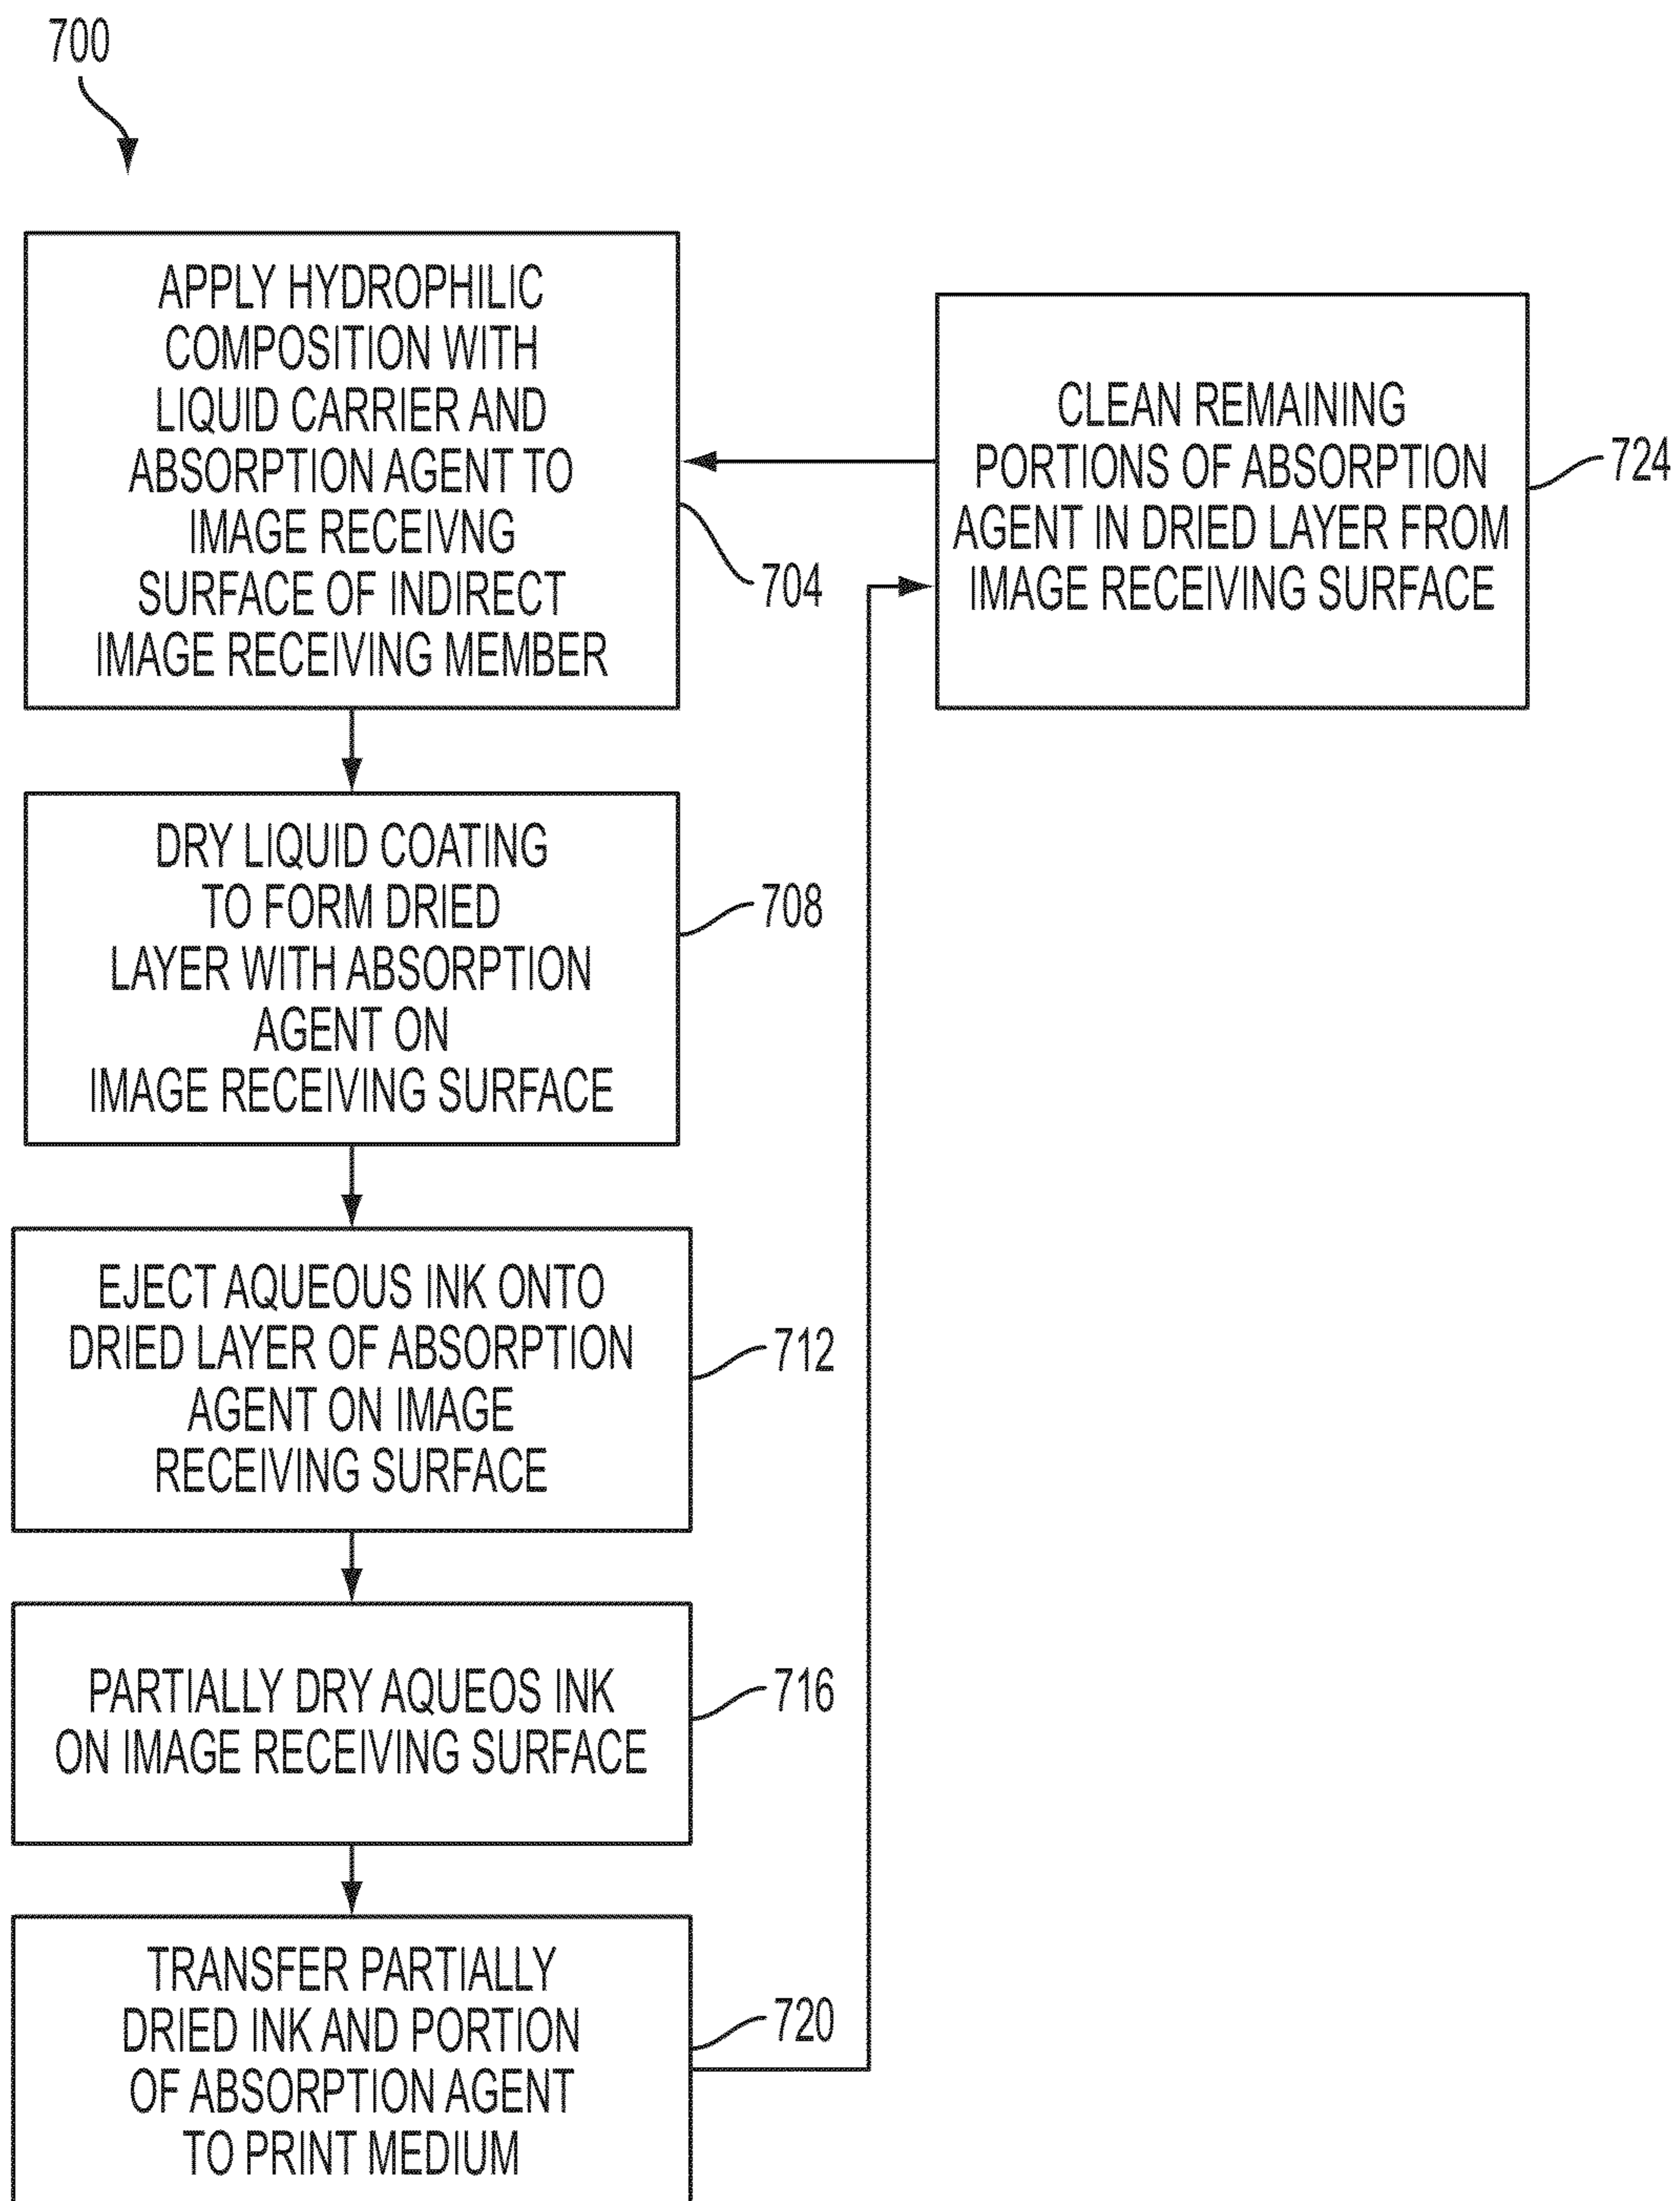 700
APPLY HYDROPHILIC
COMPOSITION WITH
LIQUID CARRIER AND
ABSORPTION AGENT TO
IMAGE RECEIVNG
SURFACE OF INDIRECT
IMAGE RECEIVING MEMBER
704
CLEAN REMAINING
PORTIONS OF ABSORPTION
AGENT IN DRIED LAYER FROM
IMAGE RECEIVING SURFACE
724
DRY LIQUID COATING
TO FORM DRIED
LAYER WITH ABSORPTION
AGENT ON
IMAGE RECEIVING SURFACE
708
EJECT AQUEOUS INK ONTO
DRIED LAYER OF ABSORPTION
AGENT ON IMAGE
RECEIVING SURFACE
712
PARTIALLY DRY AQUEOS INK
ON IMAGE RECEIVING SURFACE
716
TRANSFER PARTIALLY
DRIED INK AND PORTION
OF ABSORPTION AGENT
TO PRINT MEDIUM
720